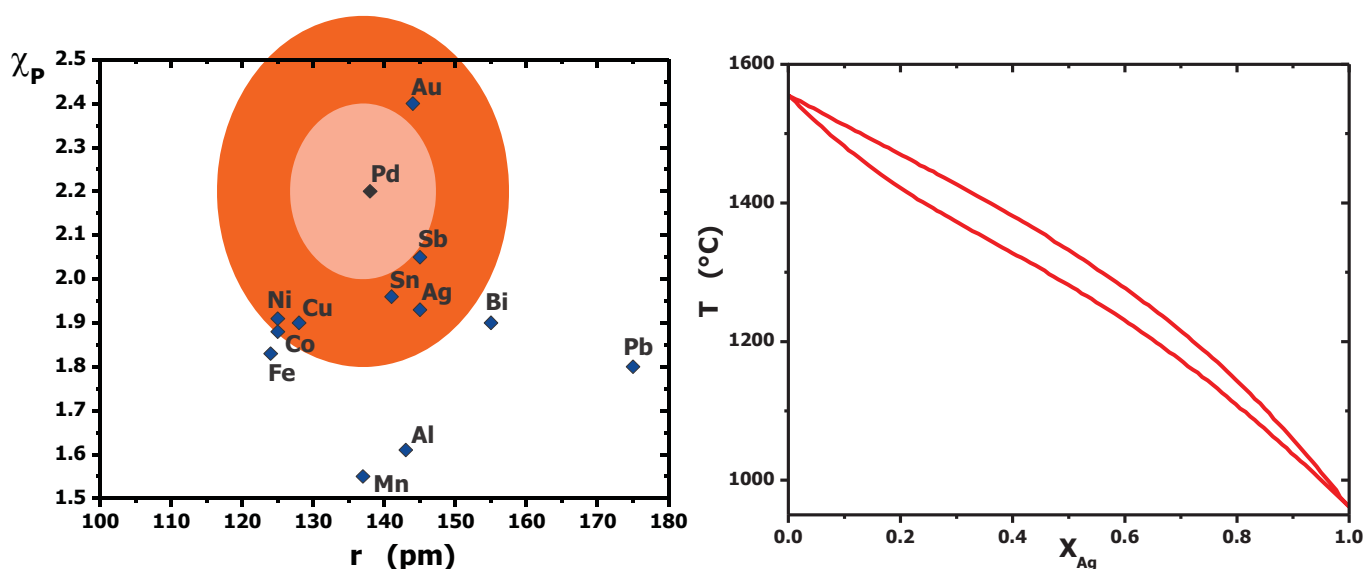 χP
2.5
2.4
2.3
2.2
2.1
2.0
1.9
1.8
1.7
1.6
1.5
Au
Pd
Sb
Sn
Ag
Ni
Cu
Co
Fe
Bi
Pb
Al
Mn
100 120 130 140 150 160 170 180
r (pm)
1600
1400
1200
1000
T (°C)
0.0 0.2 0.4 0.6 0.8 1.0
XAg